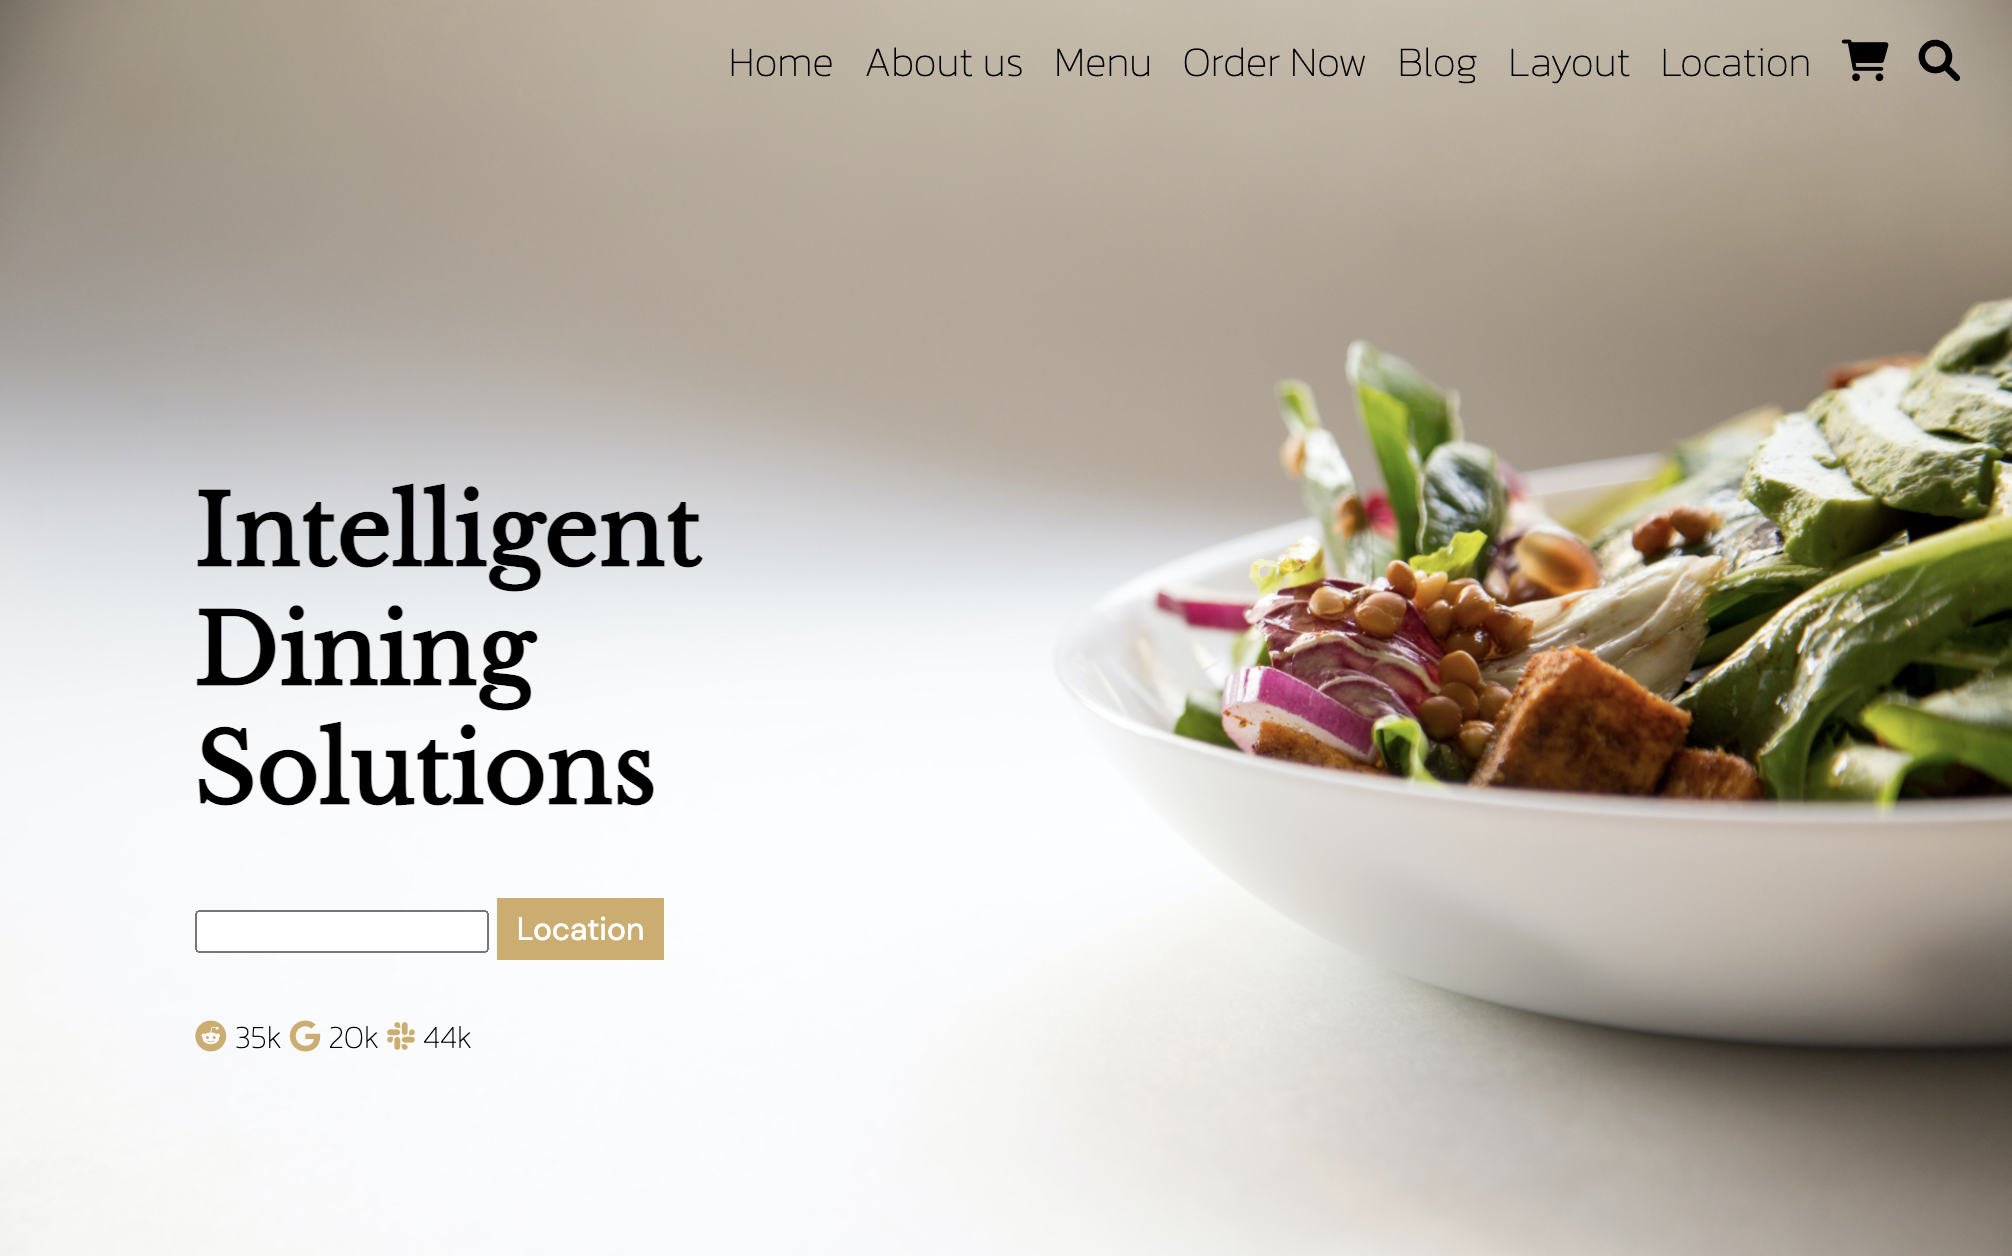 Home About us Menu Order Now Blog Layout Location
Intelligent
Dining
Solutions
Location
35k 20k 44k